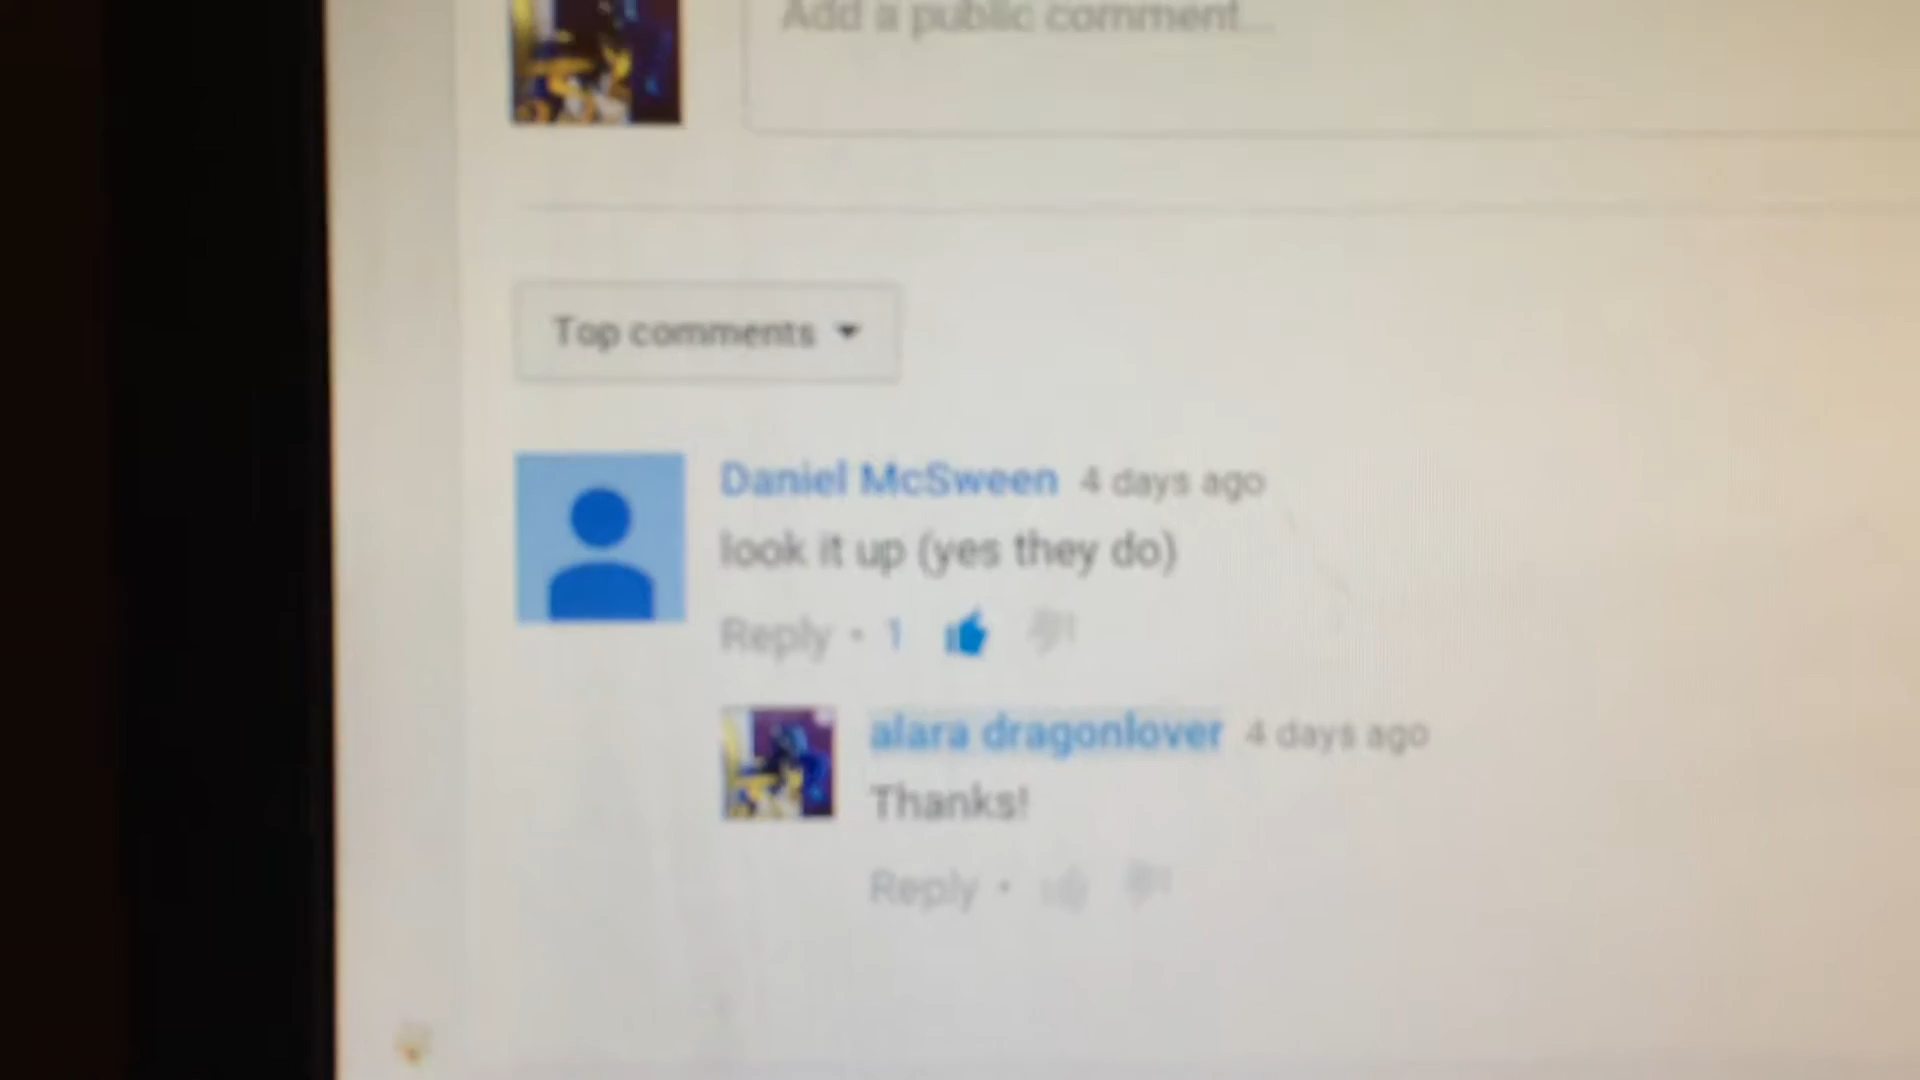 Add a public comment...
Top comments
Daniel McSween 4 days ago
look it up (yes they do)
Reply • 1
alara dragonlover 4 days ago
Thanks!
Reply •